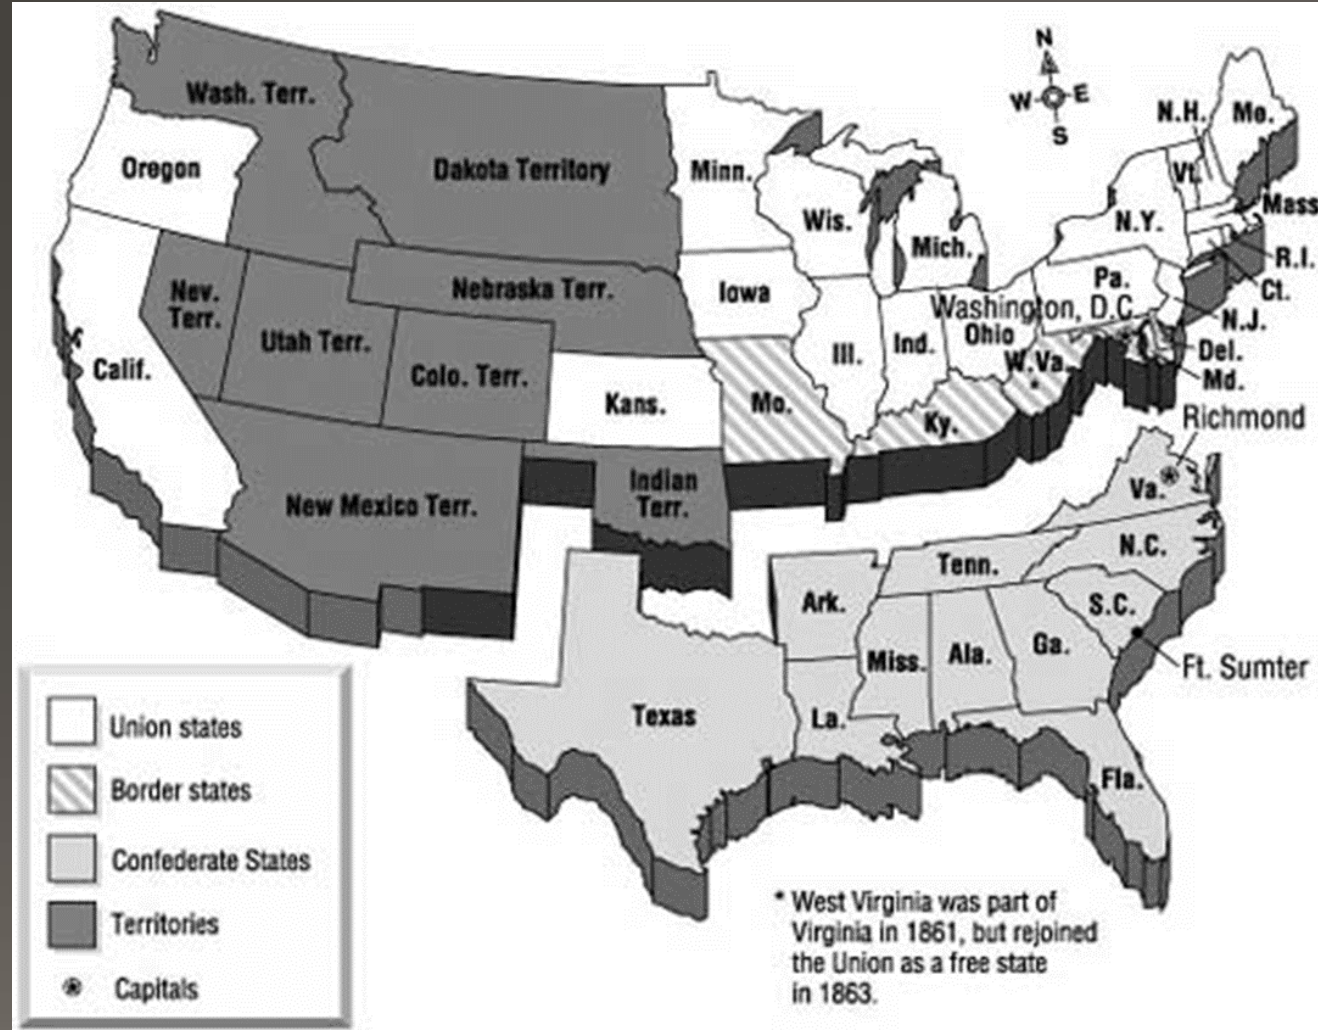 N
W E
S
Wash. Terr.
Oregon
Dakota Territory
Minn.
Wis.
Mich.
N.H.
Me.
Vt.
N.Y.
Mass
R.I.
Ct.
Pa.
N.J.
Nev.
Terr.
Utah Terr.
Nebraska Terr.
Iowa
Washington, D.C.
Ohio
Ill.
Ind.
W.Va.
Del.
Md.
Calif.
Colo. Terr.
Kans.
Mo.
Ky.
Richmond
New Mexico Terr.
Indian
Terr.
Va.
N.C.
Tenn.
Ark.
S.C.
Miss.
Ala.
Ga.
Ft. Sumter
Texas
La.
Fla.
Union states
Border states
Confederate States
Territories
Capitals
* West Virginia was part of
Virginia in 1861, but rejoined
the Union as a free state
in 1863.